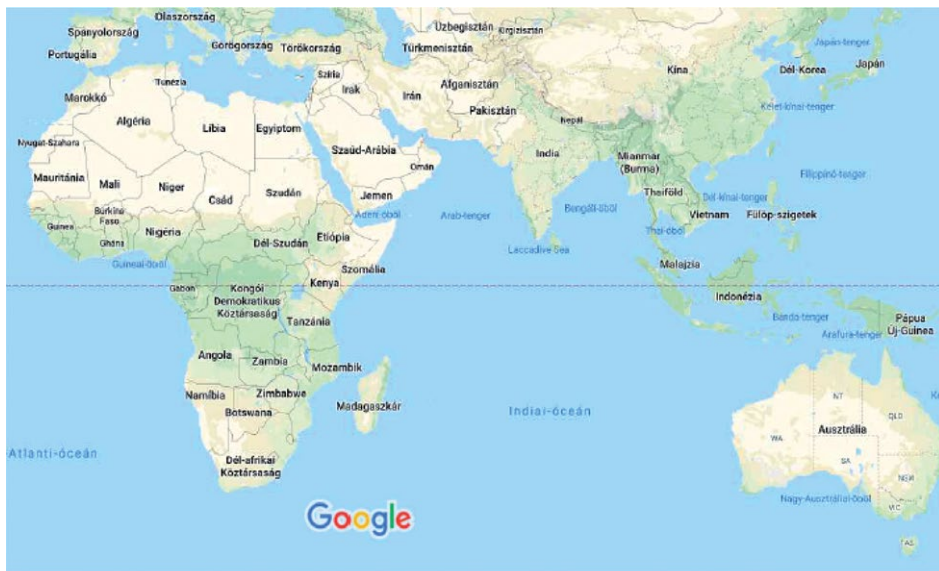 Olaszország
Spanyolország
Portugália
Görögország
Törökország
Üzbegisztán
Kirgizisztán
Türkmenisztán
Japán-tenger
Japán
Dél-Korea
Kína
Tunézia
Szíria
Irak
Irán
Afganisztán
Marokkó
Pakisztán
Kelet-kínai-tenger
Algéria
Líbia
Egyiptom
Nepál
Nyugat-Szahara
Szaúd-Arábia
India
Mianmar
(Burma)
Omán
Filippínó-tenger
Mauritánia
Mali
Niger
Csád
Szudán
Jemen
Thaiföld
Dél-kínai-tenger
Burkina
Faso
Ádeni-öböl
Arab-tenger
Bengáli-öböl
Vietnam
Fülöp-szigetek
Guinea
Nigéria
Ghána
Dél-Szudán
Etiópia
Thai-öböl
Laccadive Sea
Guineai-öböl
Szomália
Malajzia
Gabon
Kongói
Demokratikus
Köztársaság
Kenya
Indonézia
Tanzánia
Banda-tenger
Pápua
Új-Guinea
Arafura-tenger
Angola
Zambia
Mozambik
Namíbia
Zimbabwe
Botswana
Madagaszkár
Indiai-óceán
NT
QLD
Ausztrália
WA
SA
NSW
Atlanti-óceán
Dél-afrikai
Köztársaság
Nagy-Ausztráliai-öböl
VIC
Google
TAS